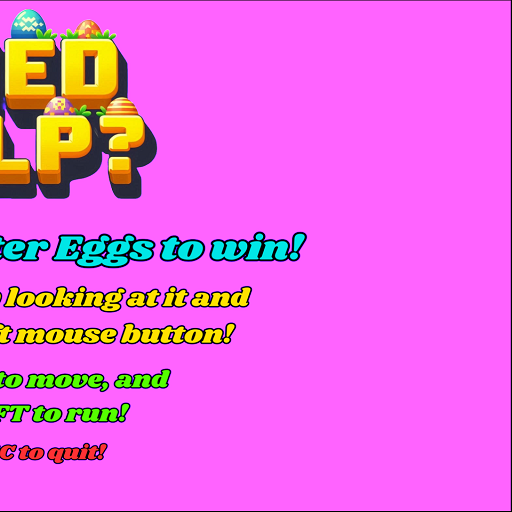 ED
LP?
ter Eggs to win!
looking at it and
ft mouse button!
to move, and
FT to run!
C to quit!